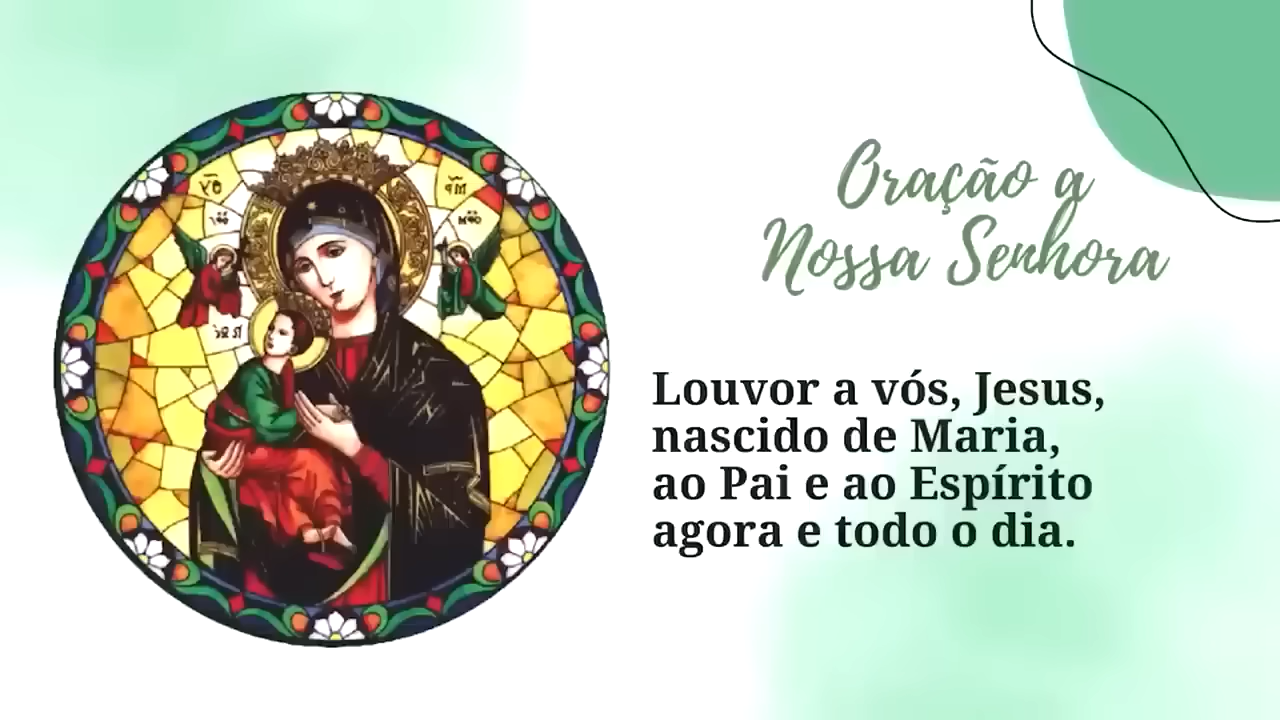 Oração a
Nossa Senhora
Louvor a vós, Jesus,
nascido de Maria,
ao Pai e ao Espírito
agora e todo o dia.